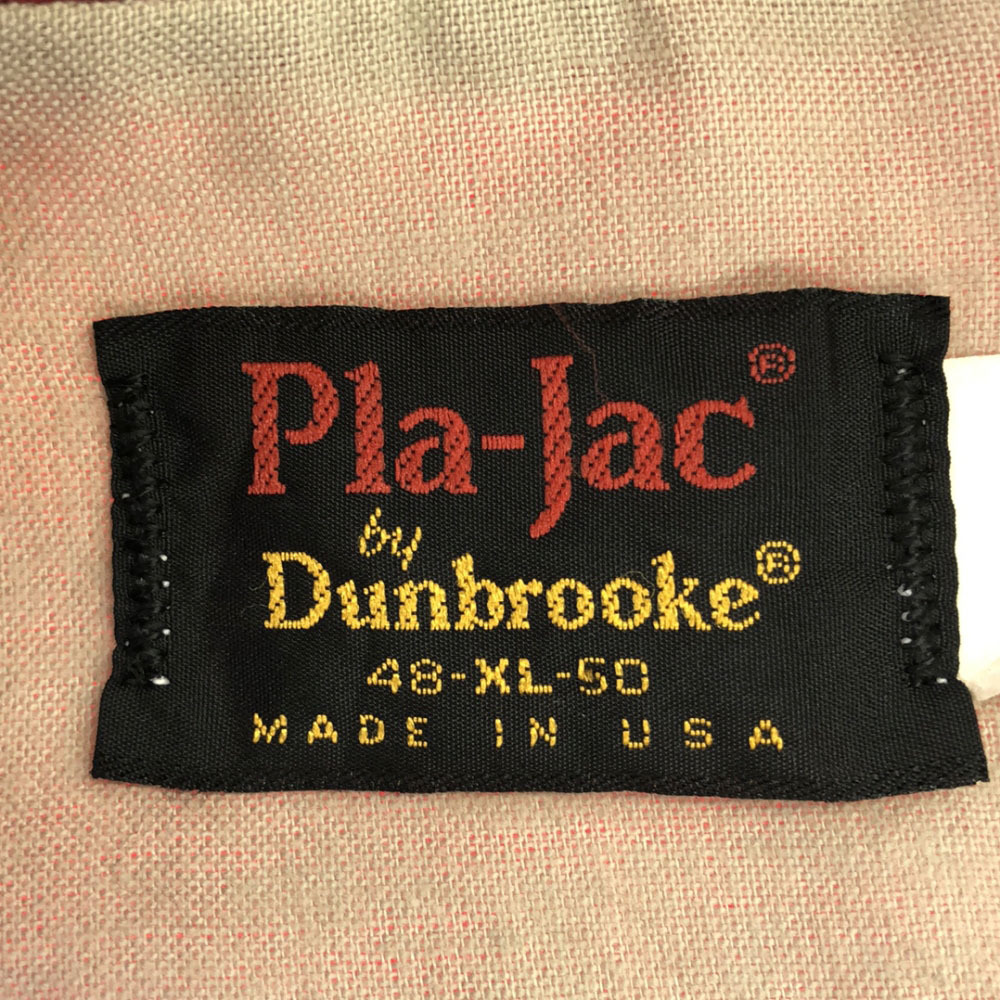 Pla-Jac®
by
Dunbrooke®
48-XL-50
MADE IN USA